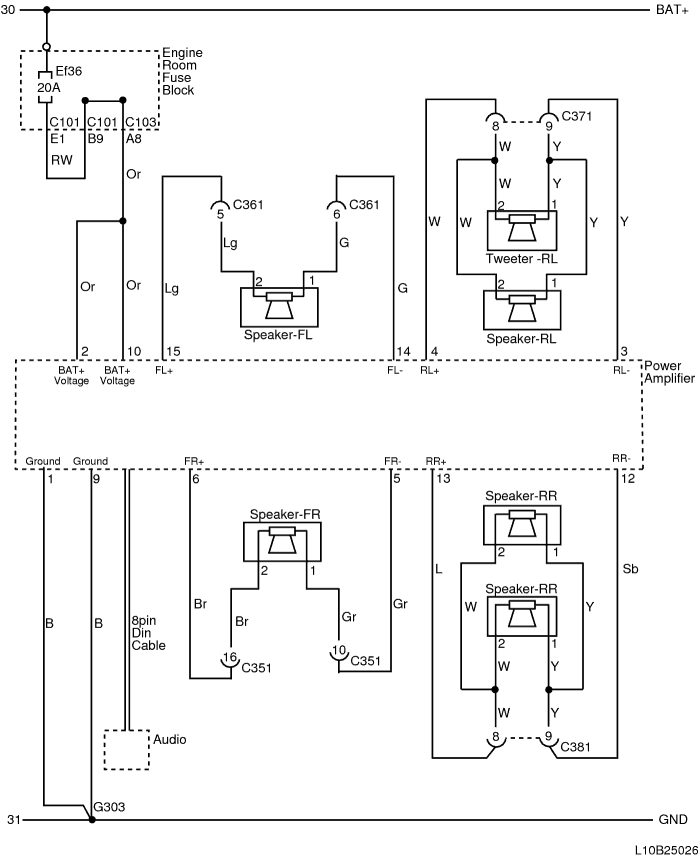 30 BAT+
Engine
Room
Fuse
Block
Ef36
20A
C101 C101 C103
E1 B9 A8
RW
Or
C371
8 9
W Y
W Y
2 1
W W Y Y
Tweeter -RL
2 1
Speaker-RL
C361 C361
5 6
Lg G
Or Or Lg G
2 1
Speaker-FL
2 10 15 14 4 3
BAT+
Voltage
BAT+
Voltage
FL+ FL- RL+ RL-
Power
Amplifier
Ground Ground FR+ FR- RR+ RR-
1 9 6 5 13 12
Speaker-FR
2 1
Speaker-RR
2 1
L Sb
Speaker-RR
W Y
2 1
B B
8pin
Din
Cable
Br Br Gr Gr
16 C351 10 C351
W Y
W Y
8 9 C381
Audio
G303
31 GND
L10B25026